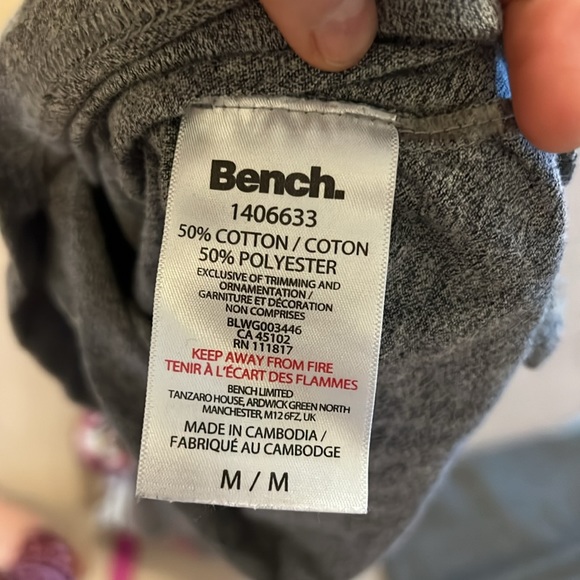 Bench.
1406633
50% COTTON / COTON
50% POLYESTER
EXCLUSIVE OF TRIMMING AND
ORNAMENTATION /
GARNITURE ET DÉCORATION
NON COMPRISES
BLWG003446
CA 45102
RN 111817
KEEP AWAY FROM FIRE
TENIR À L'ÉCART DES FLAMMES
BENCH LIMITED
TANZARO HOUSE, ARDWICK GREEN NORTH
MANCHESTER, M12 6FZ, UK
MADE IN CAMBODIA /
FABRIQUÉ AU CAMBODGE
M / M